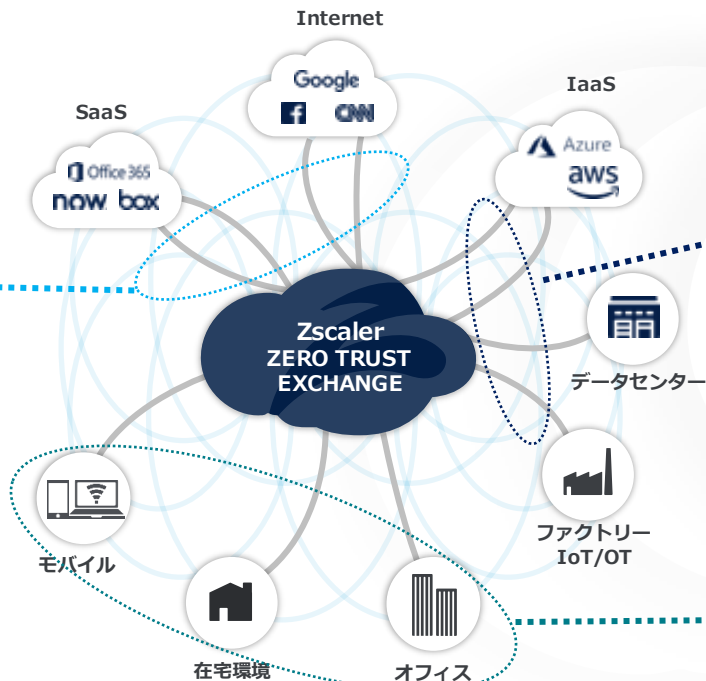 Internet
Google
f CNN
SaaS
Office 365
now box
IaaS
Azure
aws
Zscaler
ZERO TRUST
EXCHANGE
データセンター
ファクトリー
IoT/OT
モバイル
在宅環境
オフィス